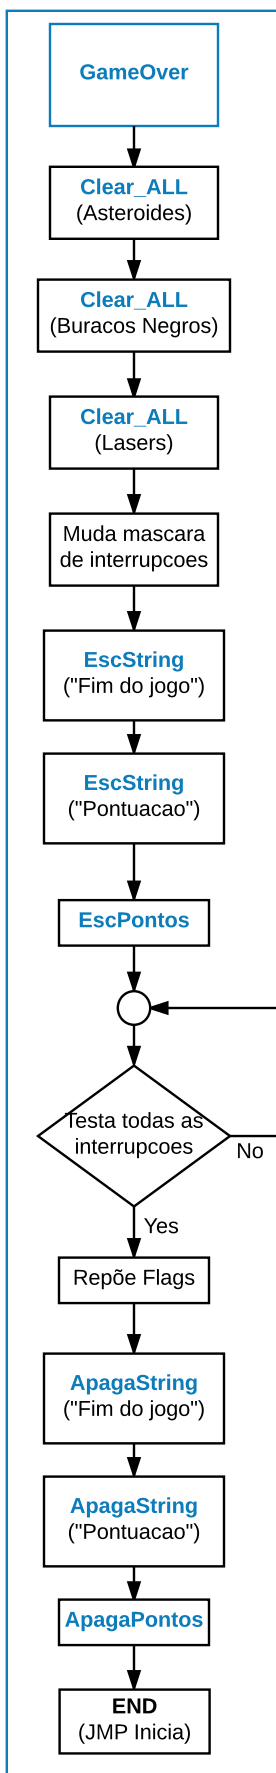 GameOver
Clear_ALL
(Asteroides)
Clear_ALL
(Buracos Negros)
Clear_ALL
(Lasers)
Muda mascara
de interrupcoes
EscString
("Fim do jogo")
EscString
("Pontuacao")
EscPontos
Testa todas as
interrupcoes
No
Yes
Repõe Flags
ApagaString
("Fim do jogo")
ApagaString
("Pontuacao")
ApagaPontos
END
(JMP Inicia)